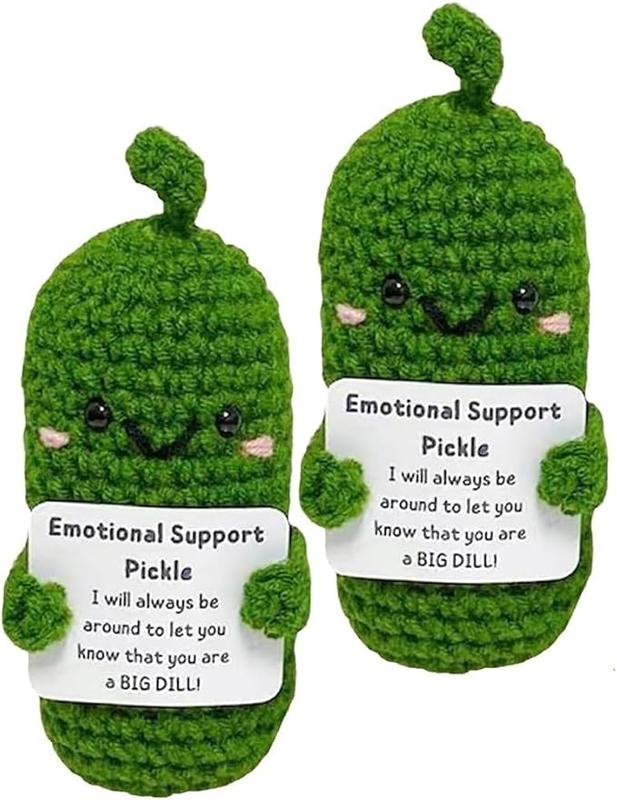 Emotional Support
Pickle
I will always be
around to let you
know that you are
a BIG DILL!
Emotional Support
Pickle
I will always be
around to let you
know that you are
a BIG DILL!